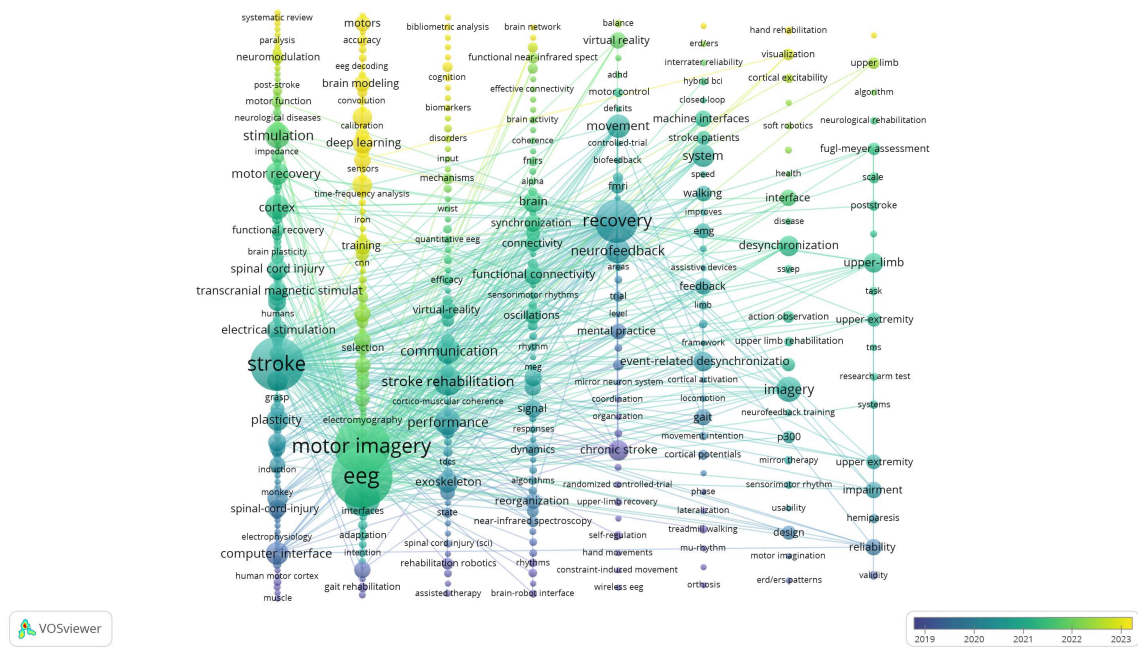 systematic review
paralysis
neuromodulation
post-stroke
motor function
neurological diseases
stimulation
impedance
motor recovery
cortex
functional recovery
brain plasticity
spinal cord injury
transcranial magnetic stimulat
humans
electrical stimulation
stroke
grasp
plasticity
induction
monkey
spinal-cord-injury
electrophysiology
computer interface
human motor cortex
muscle
motors
accuracy
eeg decoding
brain modeling
convolution
calibration
deep learning
sensors
time-frequency analysis
iron
training
cnn
selection
electromyography
motor imagery
eeg
interfaces
adaptation
intention
gait rehabilitation
bibliometric analysis
cognition
biomarkers
disorders
input
mechanisms
wrist
quantitative eeg
efficacy
virtual-reality
communication
stroke rehabilitation
cortico-muscular coherence
performance
tdcs
exoskeleton
state
spinal cord injury (sci)
rehabilitation robotics
assisted therapy
brain network
functional near-infrared spect
effective connectivity
brain activity
coherence
fnirs
alpha
brain
synchronization
connectivity
functional connectivity
sensorimotor rhythms
oscillations
rhythm
meg
signal
responses
dynamics
algorithms
reorganization
near-infrared spectroscopy
rhythms
brain-robot interface
balance
virtual reality
adhd
motor control
deficits
movement
controlled-trial
biofeedback
fmri
recovery
neurofeedback
areas
trial
level
mental practice
mirror neuron system
coordination
organization
chronic stroke
randomized controlled-trial
upper-limb recovery
self-regulation
hand movements
constraint-induced movement
wireless eeg
erd/ers
interrater reliability
hybrid bci
closed-loop
machine interfaces
stroke patients
system
speed
walking
improves
emg
assistive devices
feedback
limb
framework
event-related desynchronizatio
cortical activation
locomotion
gait
movement intention
cortical potentials
phase
lateralization
treadmill walking
mu-rhythm
orthosis
hand rehabilitation
visualization
cortical excitability
soft robotics
health
interface
disease
desynchronization
ssvep
action observation
upper limb rehabilitation
imagery
neurofeedback training
p300
mirror therapy
sensorimotor rhythm
usability
design
motor imagination
erd/ers patterns
upper limb
algorithm
neurological rehabilitation
fugl-meyer assessment
scale
poststroke
upper-limb
task
upper-extremity
tms
research arm test
systems
upper extremity
impairment
hemiparesis
reliability
validity
VOSviewer
2019 2020 2021 2022 2023